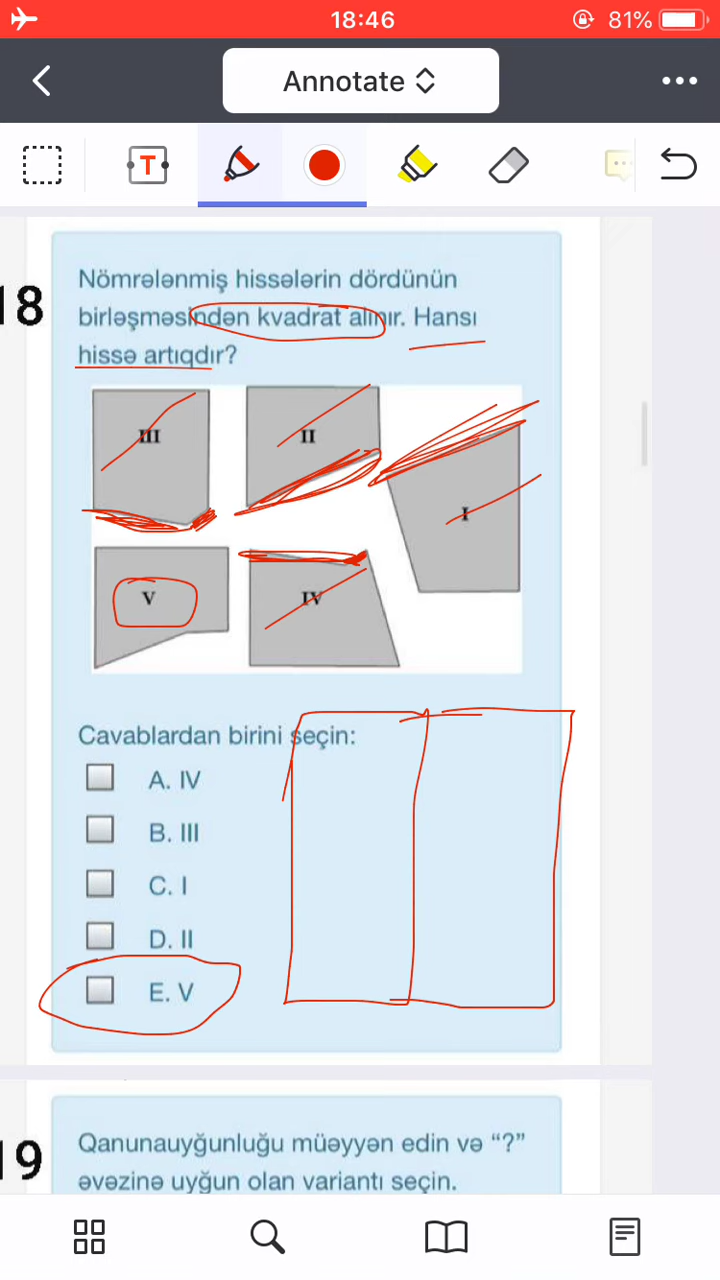 18:46
81%
Annotate
T
18
Nömrələnmiş hissələrin dördünün
birləşməsindən kvadrat alınır. Hansı
hissə artıqdır?
III
II
I
V
IV
Cavablardan birini seçin:
A. IV
B. III
C. I
D. II
E. V
19
Qanunauyğunluğu müəyyən edin və “?”
əvəzinə uyğun olan variantı seçin.